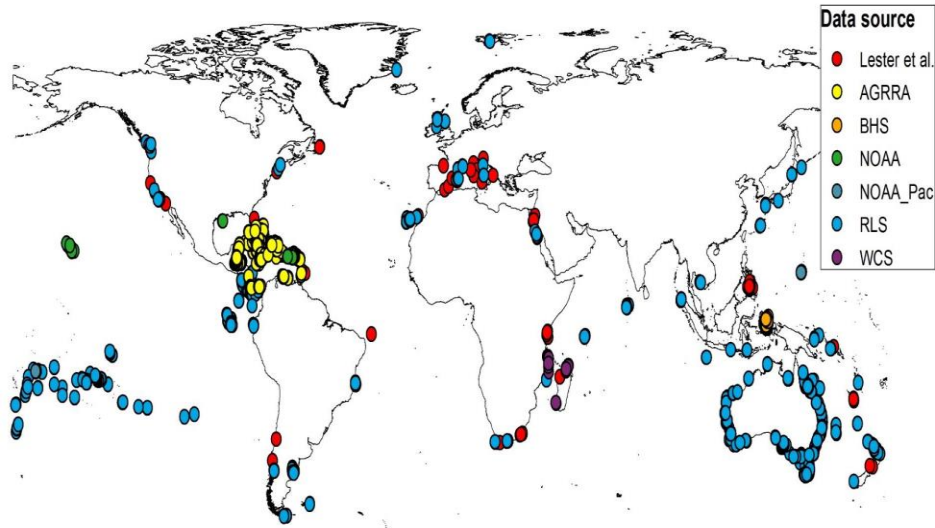 Data source
Lester et al.
AGRRA
BHS
NOAA
NOAA_Pac
RLS
WCS